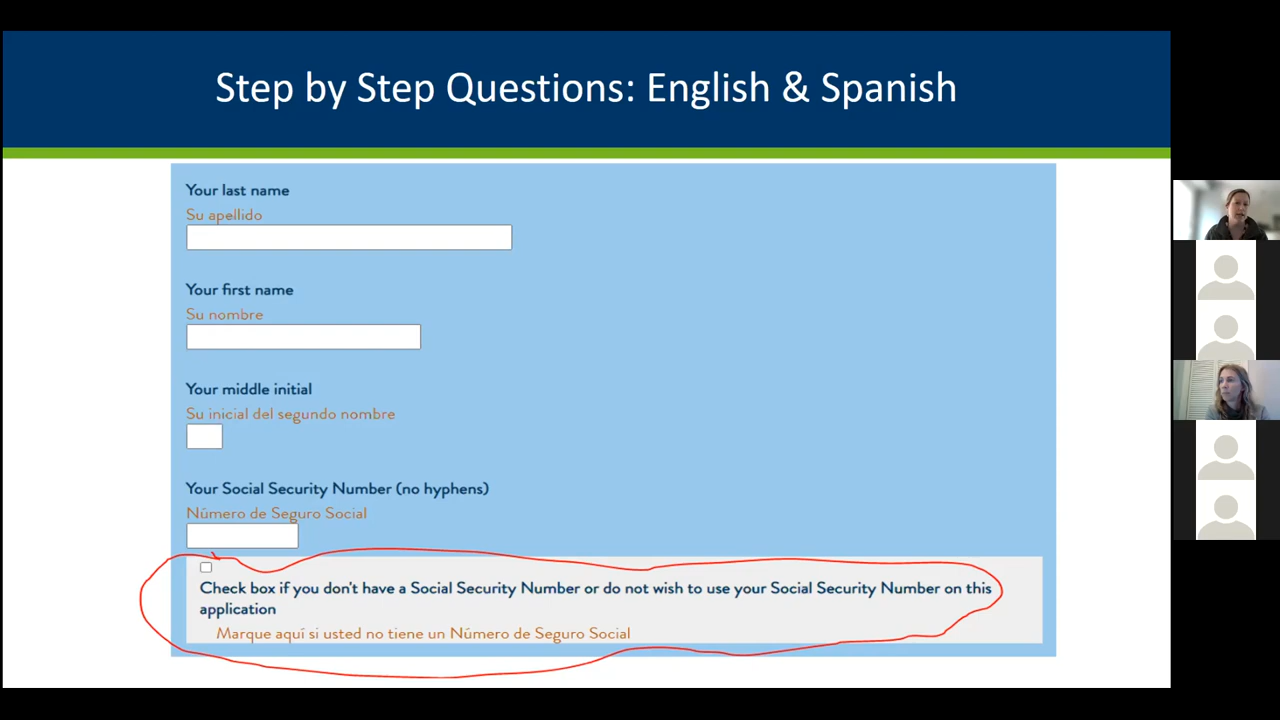 Step by Step Questions: English & Spanish
Your last name
Su apellido
Your first name
Su nombre
Your middle initial
Su inicial del segundo nombre
Your Social Security Number (no hyphens)
Número de Seguro Social
Check box if you don't have a Social Security Number or do not wish to use your Social Security Number on this
application
Marque aquí si usted no tiene un Número de Seguro Social